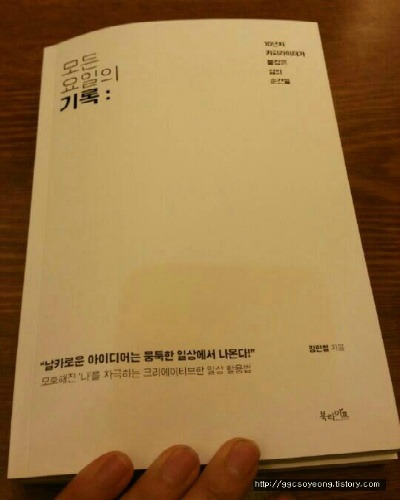 모든
요일의
기록 :
10년차
카피라이터가
붙잡은
삶의
순간들
“날카로운 아이디어는 뭉툭한 일상에서 나온다!”
모호해진 '나'를 자극하는 크리에이티브한 일상 활용법
김민철 지음
북라이프
http://ggcsoyeong.tistory.com